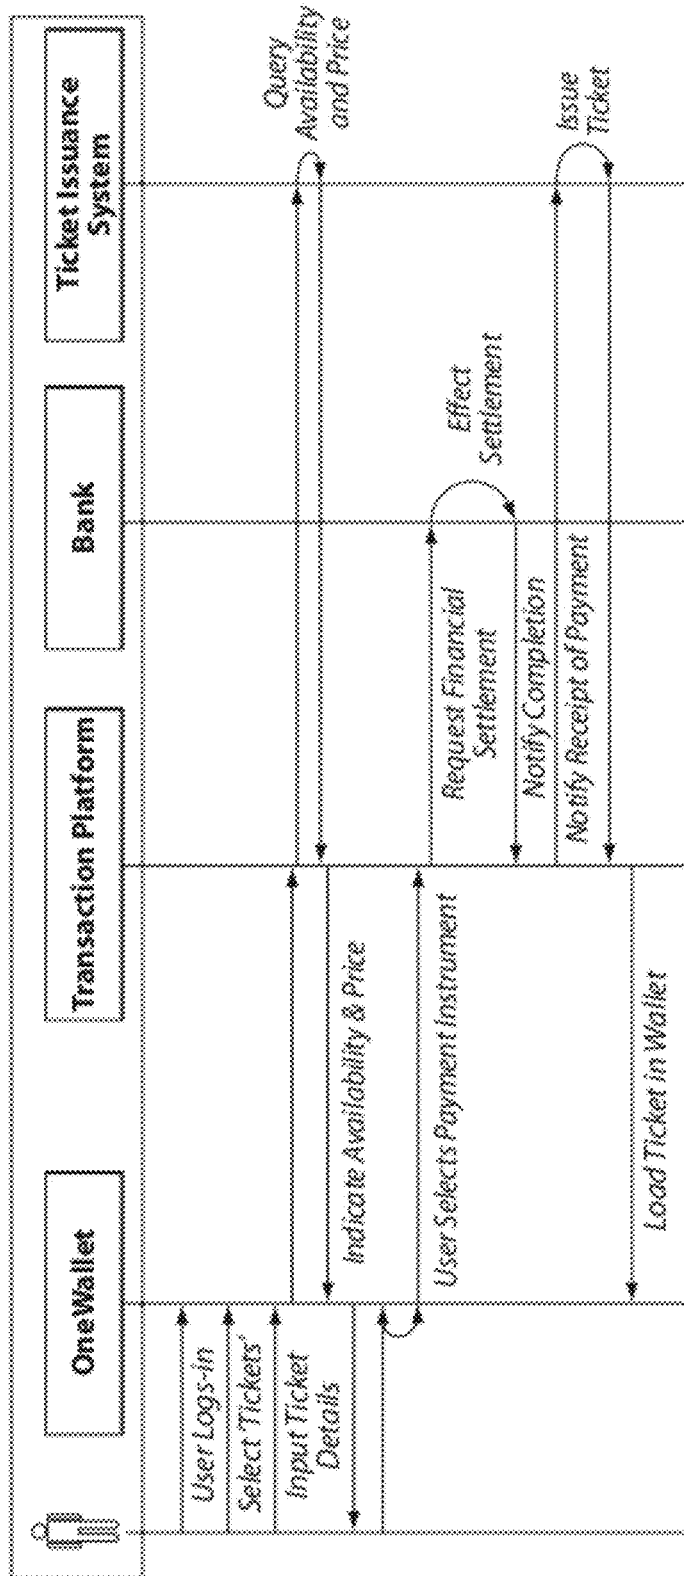 OneWallet
Transaction Platform
Bank
Ticket Issuance
System
User Logs-in
Select 'Tickets'
Input Ticket
Details
Query
Availability
and Price
Indicate Availability & Price
User Selects Payment Instrument
Request Financial
Settlement
Effect
Settlement
Notify Completion
Notify Receipt of Payment
Issue
Ticket
Load Ticket in Wallet